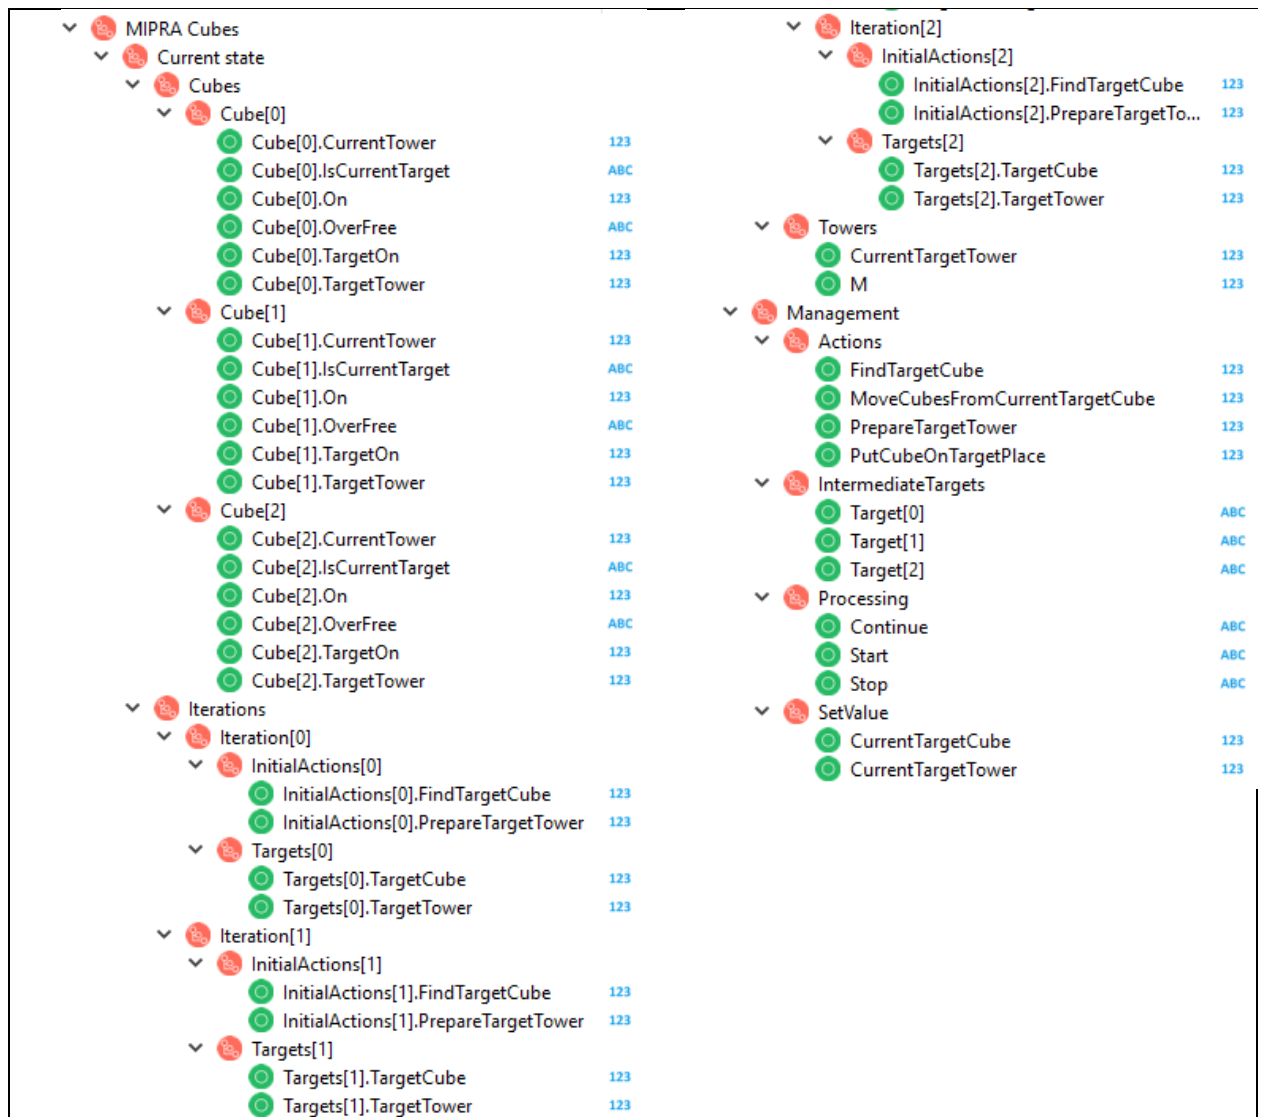 MIPRA Cubes
Current state
Cubes
Cube[0]
Cube[0].CurrentTower 123
Cube[0].IsCurrentTarget ABC
Cube[0].On 123
Cube[0].OverFree ABC
Cube[0].TargetOn 123
Cube[0].TargetTower 123
Cube[1]
Cube[1].CurrentTower 123
Cube[1].IsCurrentTarget ABC
Cube[1].On 123
Cube[1].OverFree ABC
Cube[1].TargetOn 123
Cube[1].TargetTower 123
Cube[2]
Cube[2].CurrentTower 123
Cube[2].IsCurrentTarget ABC
Cube[2].On 123
Cube[2].OverFree ABC
Cube[2].TargetOn 123
Cube[2].TargetTower 123
Iterations
Iteration[0]
InitialActions[0]
InitialActions[0].FindTargetCube 123
InitialActions[0].PrepareTargetTower 123
Targets[0]
Targets[0].TargetCube 123
Targets[0].TargetTower 123
Iteration[1]
InitialActions[1]
InitialActions[1].FindTargetCube 123
InitialActions[1].PrepareTargetTower 123
Targets[1]
Targets[1].TargetCube 123
Targets[1].TargetTower 123
Iteration[2]
InitialActions[2]
InitialActions[2].FindTargetCube 123
InitialActions[2].PrepareTargetTo... 123
Targets[2]
Targets[2].TargetCube 123
Targets[2].TargetTower 123
Towers
CurrentTargetTower 123
M 123
Management
Actions
FindTargetCube 123
MoveCubesFromCurrentTargetCube 123
PrepareTargetTower 123
PutCubeOnTargetPlace 123
IntermediateTargets
Target[0] ABC
Target[1] ABC
Target[2] ABC
Processing
Continue ABC
Start ABC
Stop ABC
SetValue
CurrentTargetCube 123
CurrentTargetTower 123